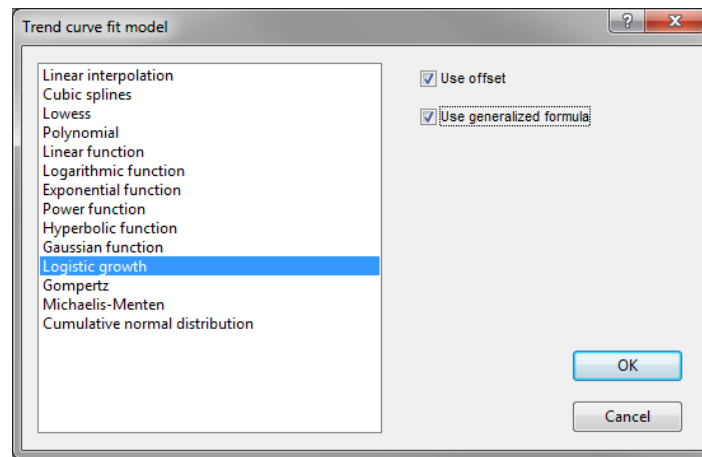 Trend curve fit model
Linear interpolation
Cubic splines
Lowess
Polynomial
Linear function
Logarithmic function
Exponential function
Power function
Hyperbolic function
Gaussian function
Logistic growth
Gompertz
Michaelis-Menten
Cumulative normal distribution
Use offset
Use generalized formula
OK
Cancel